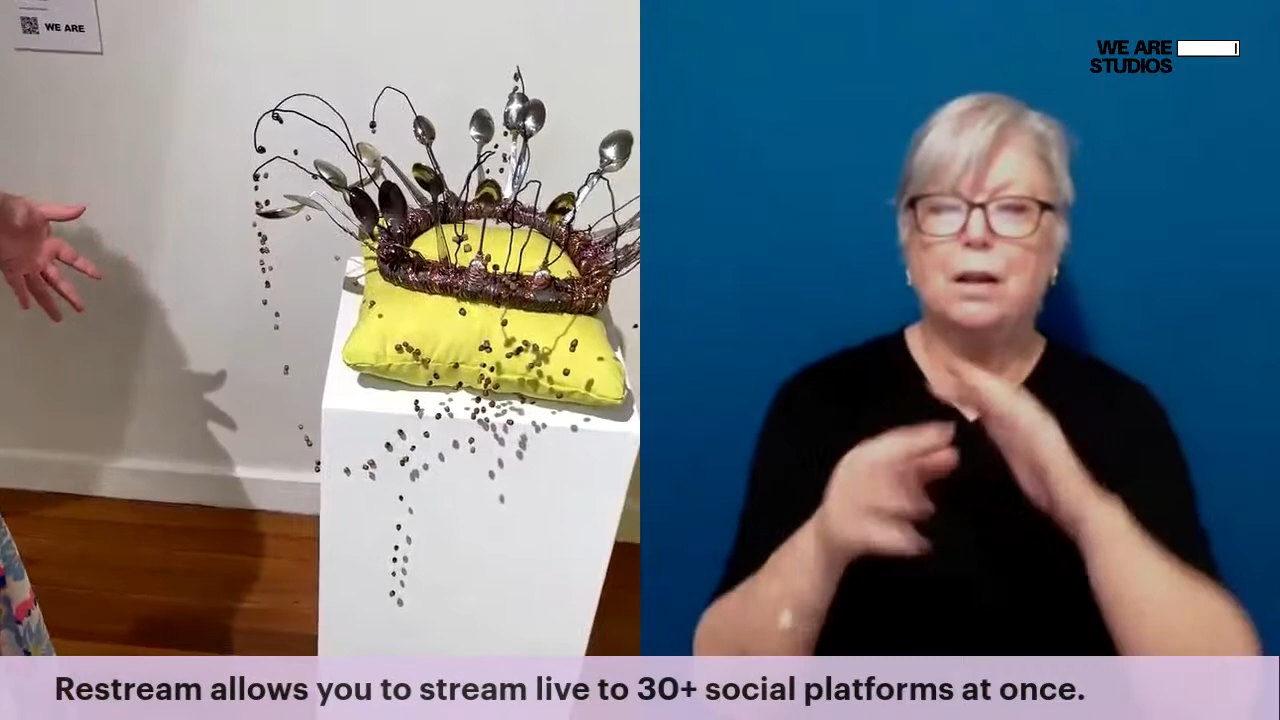 WE ARE
WE ARE
STUDIOS
Restream allows you to stream live to 30+ social platforms at once.